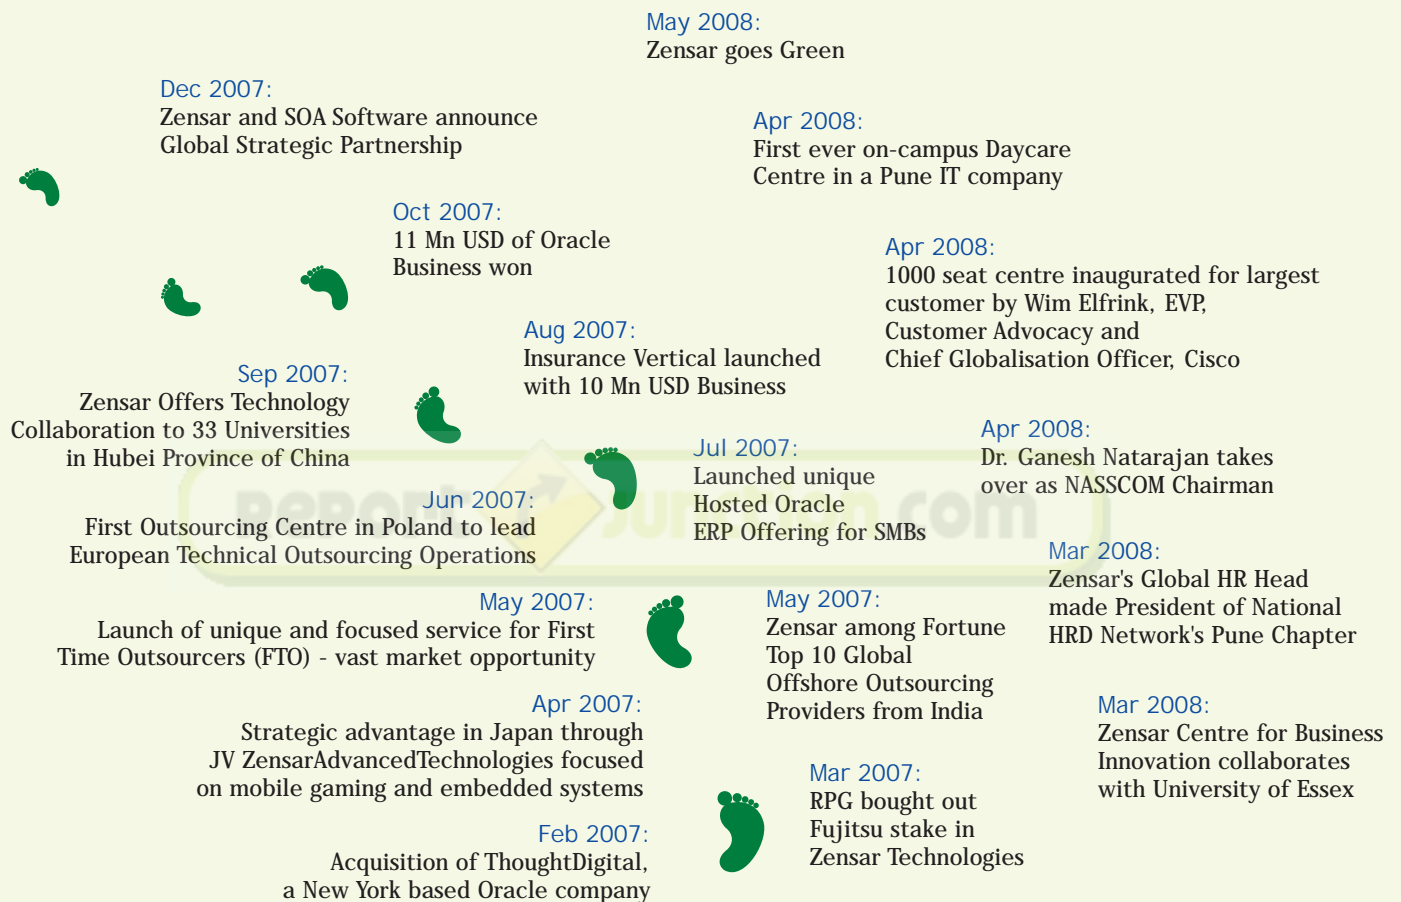 May 2008:
Zensar goes Green
Dec 2007:
Zensar and SOA Software announce
Global Strategic Partnership
Apr 2008:
First ever on-campus Daycare
Centre in a Pune IT company
Oct 2007:
11 Mn USD of Oracle
Business won
Apr 2008:
1000 seat centre inaugurated for largest
customer by Wim Elfrink, EVP,
Customer Advocacy and
Chief Globalisation Officer, Cisco
Aug 2007:
Insurance Vertical launched
with 10 Mn USD Business
Sep 2007:
Zensar Offers Technology
Collaboration to 33 Universities
in Hubei Province of China
Apr 2008:
Dr. Ganesh Natarajan takes
over as NASSCOM Chairman
Jul 2007:
Launched unique
Hosted Oracle
ERP Offering for SMBs
Jun 2007:
First Outsourcing Centre in Poland to lead
European Technical Outsourcing Operations
REPORT Junction.com
Mar 2008:
Zensar's Global HR Head
made President of National
HRD Network's Pune Chapter
May 2007:
Launch of unique and focused service for First
Time Outsourcers (FTO) - vast market opportunity
May 2007:
Zensar among Fortune
Top 10 Global
Offshore Outsourcing
Providers from India
Apr 2007:
Strategic advantage in Japan through
JV ZensarAdvancedTechnologies focused
on mobile gaming and embedded systems
Mar 2008:
Zensar Centre for Business
Innovation collaborates
with University of Essex
Mar 2007:
RPG bought out
Fujitsu stake in
Zensar Technologies
Feb 2007:
Acquisition of ThoughtDigital,
a New York based Oracle company